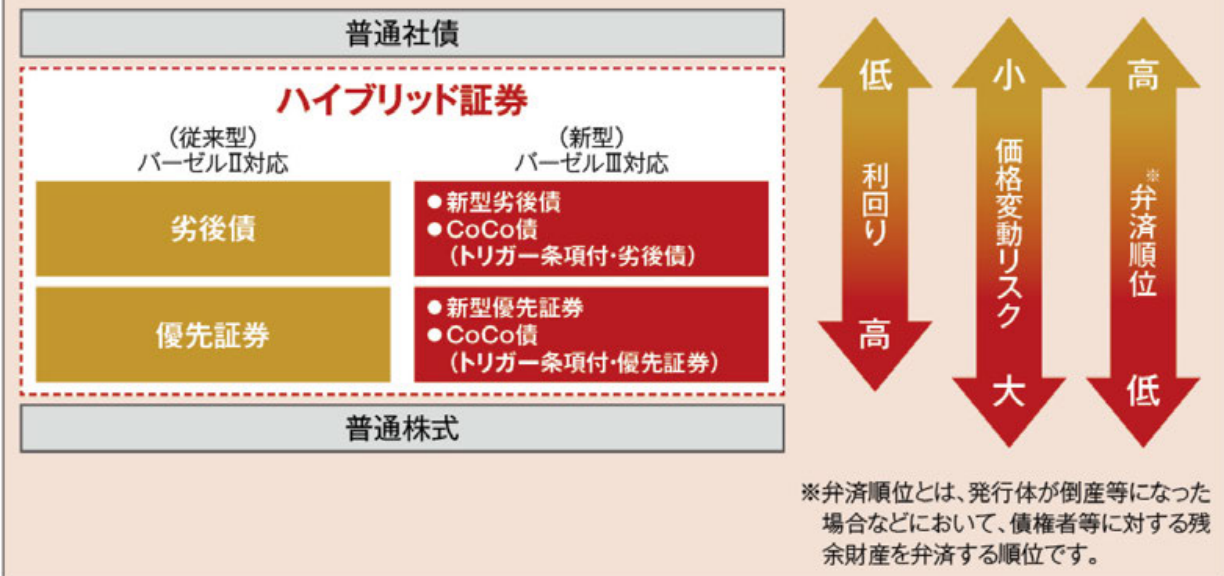 普通社債
ハイブリッド証券
(従来型)
バーゼルⅡ対応
(新型)
バーゼルⅢ対応
劣後債
●新型劣後債
●CoCo債
(トリガー条項付・劣後債)
優先証券
●新型優先証券
●CoCo債
(トリガー条項付・優先証券)
普通株式
低
利回り
高
小
価格変動リスク
大
高
※弁済順位
低
※弁済順位とは、発行体が倒産等になった
場合などにおいて、債権者等に対する残
余財産を弁済する順位です。